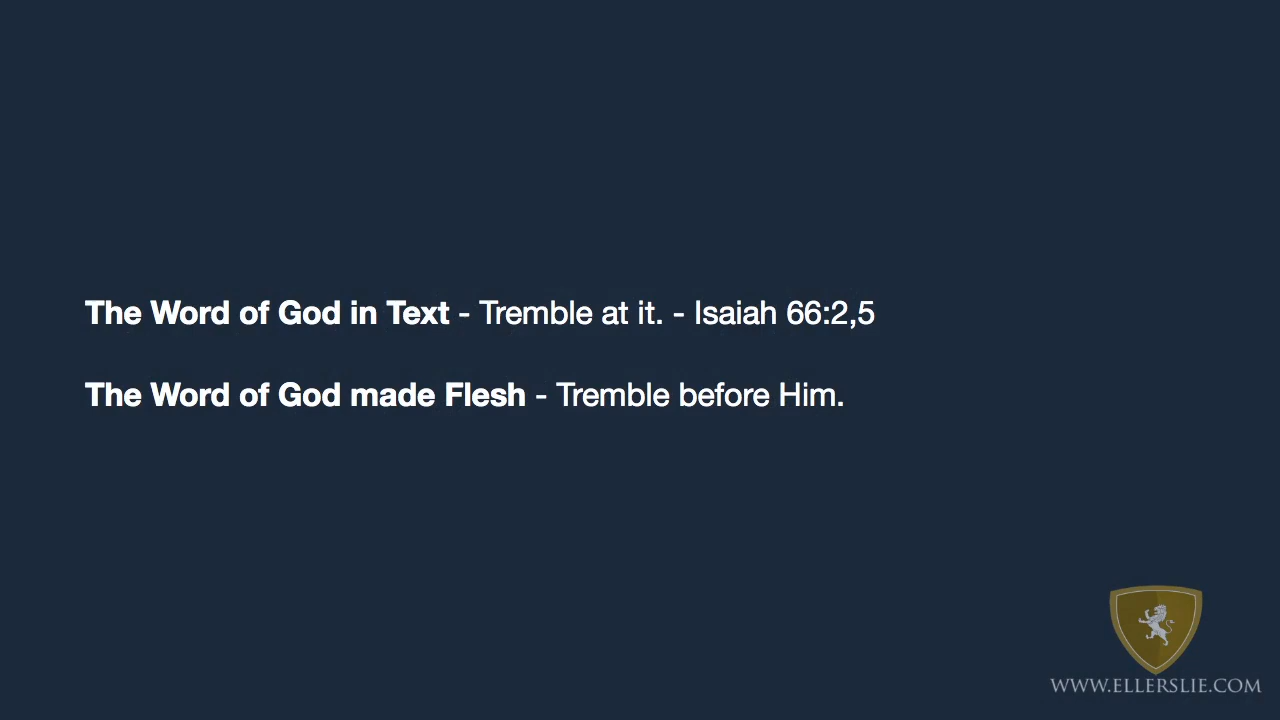 The Word of God in Text - Tremble at it. - Isaiah 66:2,5
The Word of God made Flesh - Tremble before Him.
WWW.ELLERSLIE.COM